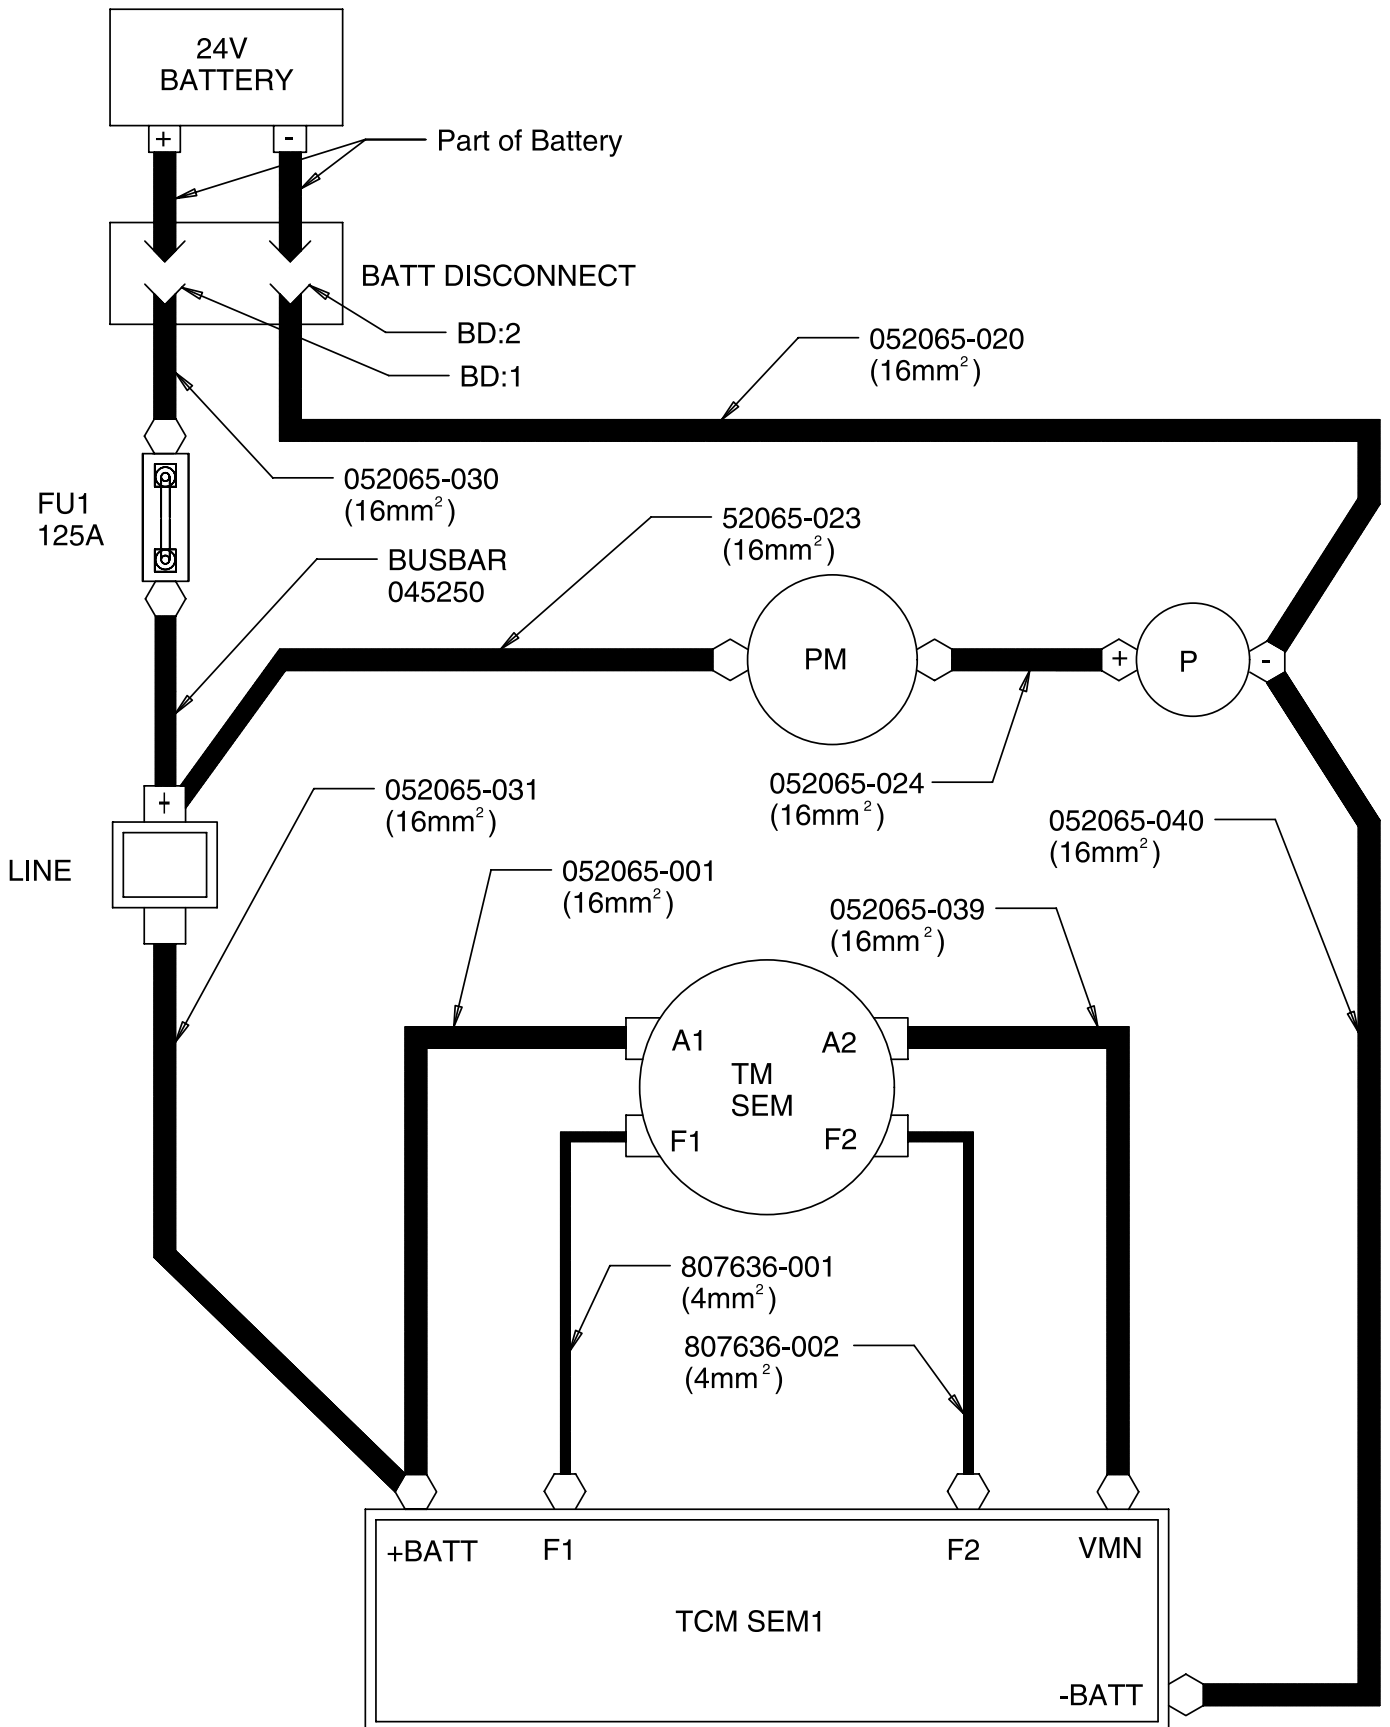 24V
BATTERY
+ -
Part of Battery
BATT DISCONNECT
BD:2
BD:1
052065-020
(16mm²)
052065-030
(16mm²)
FU1
125A
52065-023
(16mm²)
BUSBAR
045250
PM
+ P -
052065-024
(16mm²)
052065-031
(16mm²)
+
LINE
052065-040
(16mm²)
052065-001
(16mm²)
052065-039
(16mm²)
A1 A2
TM
SEM
F1 F2
807636-001
(4mm²)
807636-002
(4mm²)
+BATT F1 F2 VMN
TCM SEM1
-BATT